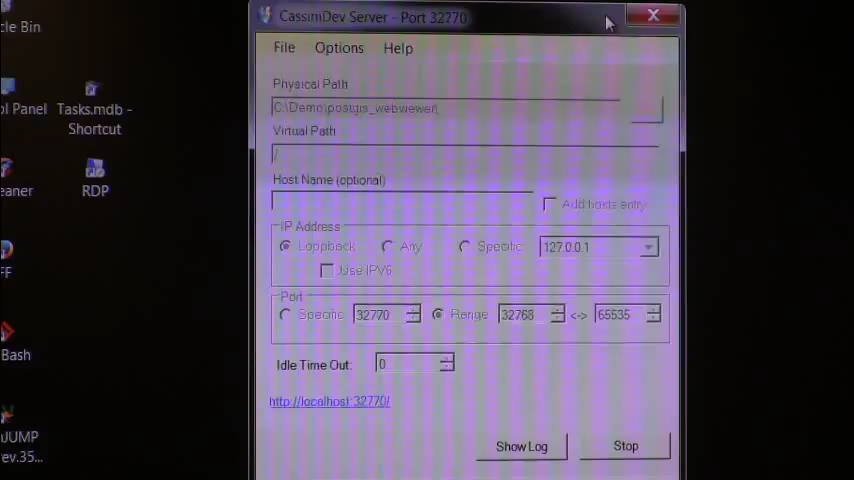 CassiniDev Server - Port 32770
File Options Help
Physical Path
C:\Demo\postgis_webviewer\
Virtual Path
/
Host Name (optional)
Add hosts entry
IP Address
Loopback Any Specific 127.0.0.1
Use IPV6
Port
Specific 32770 Range 32768 <-> 65535
Idle Time Out: 0
http://localhost:32770/
Show Log Stop
cle Bin
ol Panel
Tasks.mdb -
Shortcut
eaner
RDP
FF
Bash
JUMP
ev.35...